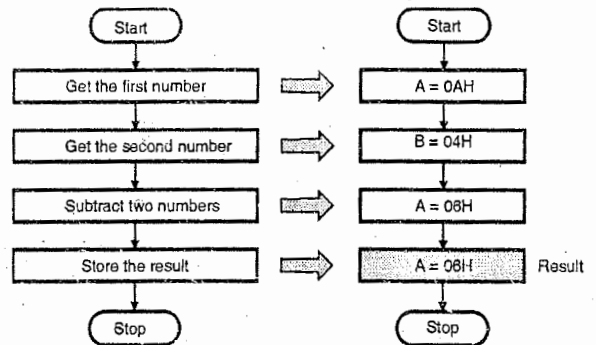 Start
Start
Get the first number
A = 0AH
Get the second number
B = 04H
Subtract two numbers
A = 06H
Store the result
A = 06H
Result
Stop
Stop